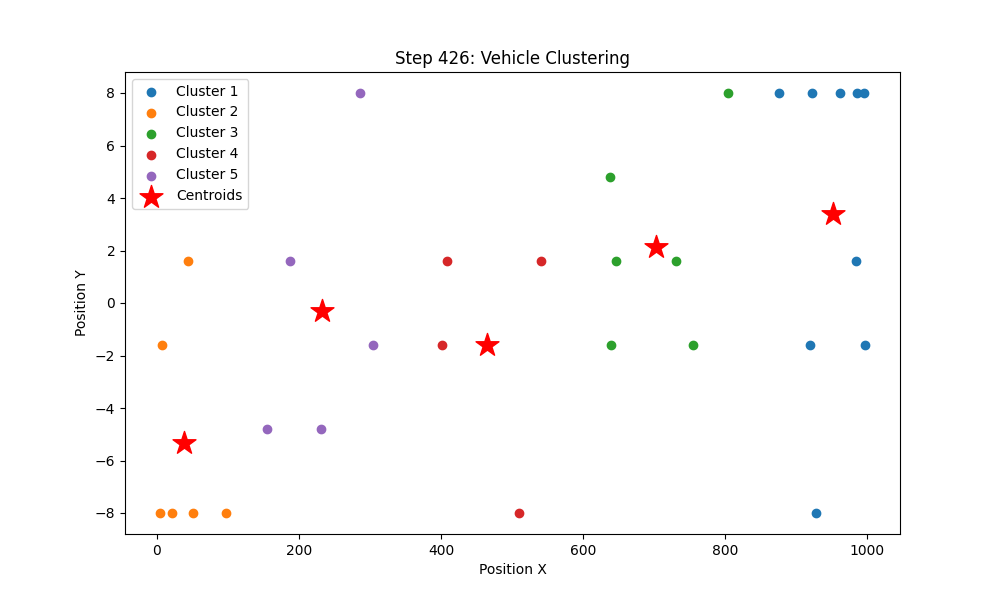 Step 426: Vehicle Clustering
Cluster 1
Cluster 2
Cluster 3
Cluster 4
Cluster 5
Centroids
Position Y
8
6
4
2
0
−2
−4
−6
−8
0 200 400 600 800 1000
Position X